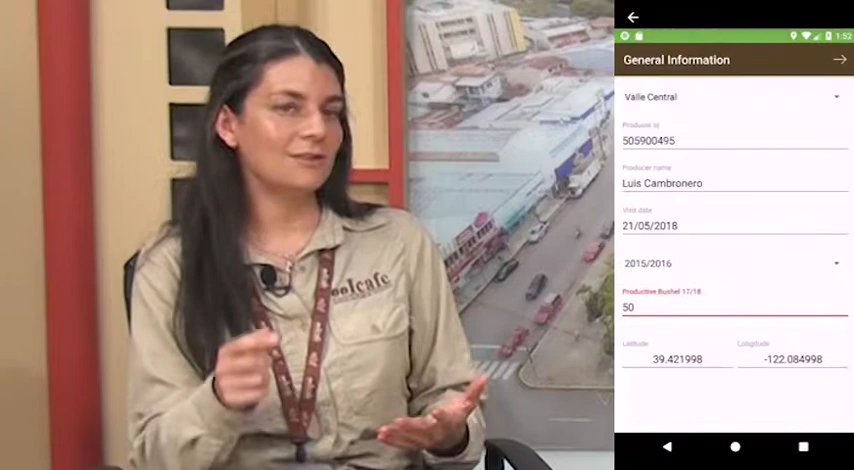 1:52
General Information
Valle Central
Producer Id
505900495
Producer name
Luis Cambronero
Visit date
21/05/2018
2015/2016
Productive Bushel 17/18
50
Latitude
Longitude
39.421998
-122.084998